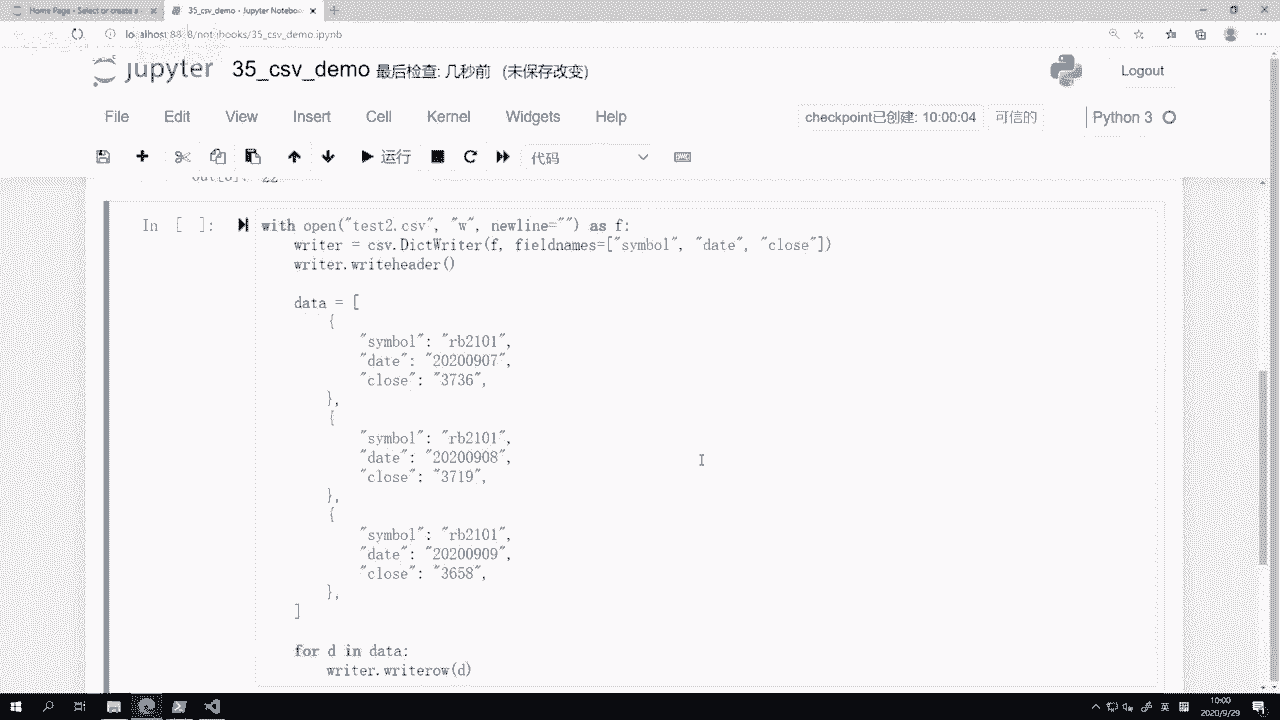 Home Page - Select or create a
35_csv_demo - Jupyter Noteboo
localhost:8888/notebooks/35_csv_demo.ipynb
jupyter 35_csv_demo 最后检查: 几秒前 (未保存改变)
Logout
File Edit View Insert Cell Kernel Widgets Help
checkpoint已创建: 10:00:04 可信的 Python 3
运行 代码
In [ ]:
with open("test2.csv", "w", newline="") as f:
    writer = csv.DictWriter(f, fieldnames=["symbol", "date", "close"])
    writer.writeheader()
    data = [
        {
            "symbol": "rb2101",
            "date": "20200907",
            "close": "3736",
        },
        {
            "symbol": "rb2101",
            "date": "20200908",
            "close": "3719",
        },
        {
            "symbol": "rb2101",
            "date": "20200909",
            "close": "3658",
        },
    ]
    for d in data:
        writer.writerow(d)
10:00
2020/9/29